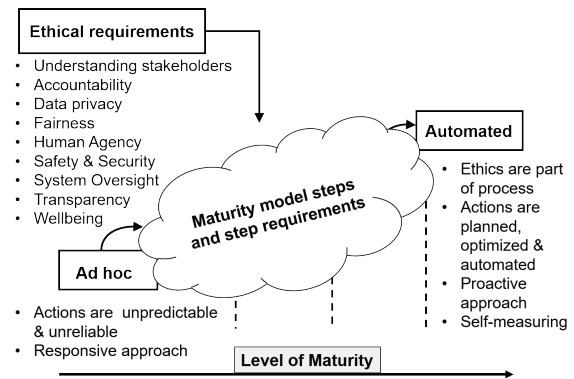 Ethical requirements
• Understanding stakeholders
• Accountability
• Data privacy
• Fairness
• Human Agency
• Safety & Security
• System Oversight
• Transparency
• Wellbeing
Maturity model steps
and step requirements
Automated
• Ethics are part
of process
• Actions are
planned,
optimized &
automated
• Proactive
approach
• Self-measuring
Ad hoc
• Actions are unpredictable
& unreliable
• Responsive approach
Level of Maturity